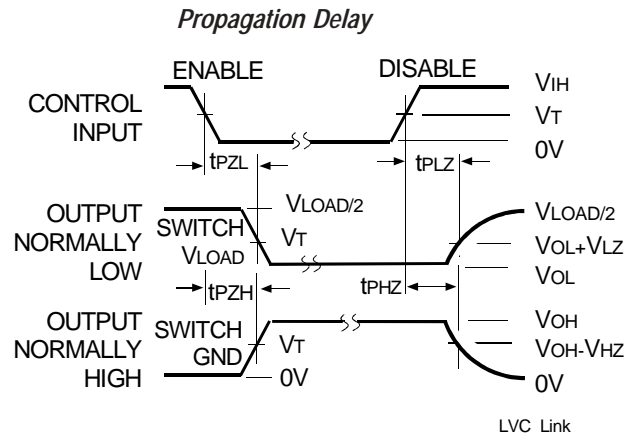 Propagation Delay
ENABLE
DISABLE
CONTROL
INPUT
VIH
VT
0V
tPZL
tPLZ
OUTPUT
NORMALLY
LOW
SWITCH
VLOAD
VLOAD/2
VT
VLOAD/2
VOL+VLZ
VOL
tPZH
tPHZ
OUTPUT
NORMALLY
HIGH
SWITCH
GND
VT
0V
VOH
VOH-VHZ
0V
LVC Link